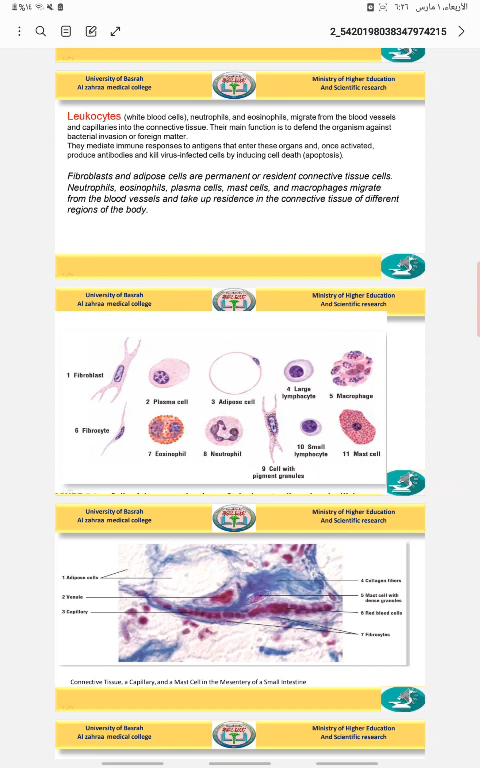 %١٤
٦:٢٦ الأربعاء، ١ مارس
2_5420198038347974215
University of Basrah
Al zahraa medical college
Ministry of Higher Education
And Scientific research
Leukocytes (white blood cells), neutrophils, and eosinophils, migrate from the blood vessels
and capillaries into the connective tissue. Their main function is to defend the organism against
bacterial invasion or foreign matter.
They mediate immune responses to antigens that enter these organs and, once activated,
produce antibodies and kill virus-infected cells by inducing cell death (apoptosis).
Fibroblasts and adipose cells are permanent or resident connective tissue cells.
Neutrophils, eosinophils, plasma cells, mast cells, and macrophages migrate
from the blood vessels and take up residence in the connective tissue of different
regions of the body.
University of Basrah
Al zahraa medical college
Ministry of Higher Education
And Scientific research
1 Fibroblast
2 Plasma cell
3 Adipose cell
4 Large
lymphocyte
5 Macrophage
6 Fibrocyte
7 Eosinophil
8 Neutrophil
9 Cell with
pigment granules
10 Small
lymphocyte
11 Mast cell
University of Basrah
Al zahraa medical college
Ministry of Higher Education
And Scientific research
1 Adipose cells
2 Venule
3 Capillary
4 Collagen fibers
5 Mast cell with
dense granules
6 Red blood cells
7 Fibrocytes
Connective Tissue, a Capillary, and a Mast Cell in the Mesentery of a Small Intestine
University of Basrah
Al zahraa medical college
Ministry of Higher Education
And Scientific research